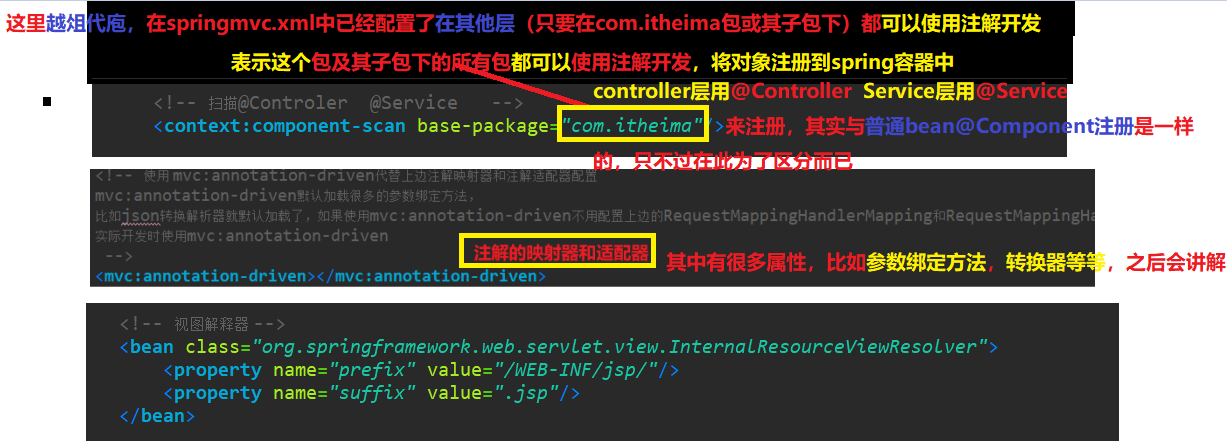 这里越俎代庖，在springmvc.xml中已经配置了在其他层（只要在com.itheima包或其子包下）都可以使用注解开发
表示这个包及其子包下的所有包都可以使用注解开发，将对象注册到spring容器中
controller层用@Controller Service层用@Service
<!-- 扫描@Controler @Service -->
<context:component-scan base-package="com.itheima"/>来注册，其实与普通bean@Component注册是一样
的，只不过在此为了区分而已
<!-- 使用mvc:annotation-driven代替上边注解映射器和注解适配器配置
mvc:annotation-driven默认加载很多的参数绑定方法，
比如json转换解析器就默认加载了，如果使用mvc:annotation-driven不用配置上边的RequestMappingHandlerMapping和RequestMappingHa
实际开发时使用mvc:annotation-driven
-->
注解的映射器和适配器
其中有很多属性，比如参数绑定方法，转换器等等，之后会讲解
<mvc:annotation-driven></mvc:annotation-driven>
<!-- 视图解释器 -->
<bean class="org.springframework.web.servlet.view.InternalResourceViewResolver">
<property name="prefix" value="/WEB-INF/jsp/"/>
<property name="suffix" value=".jsp"/>
</bean>